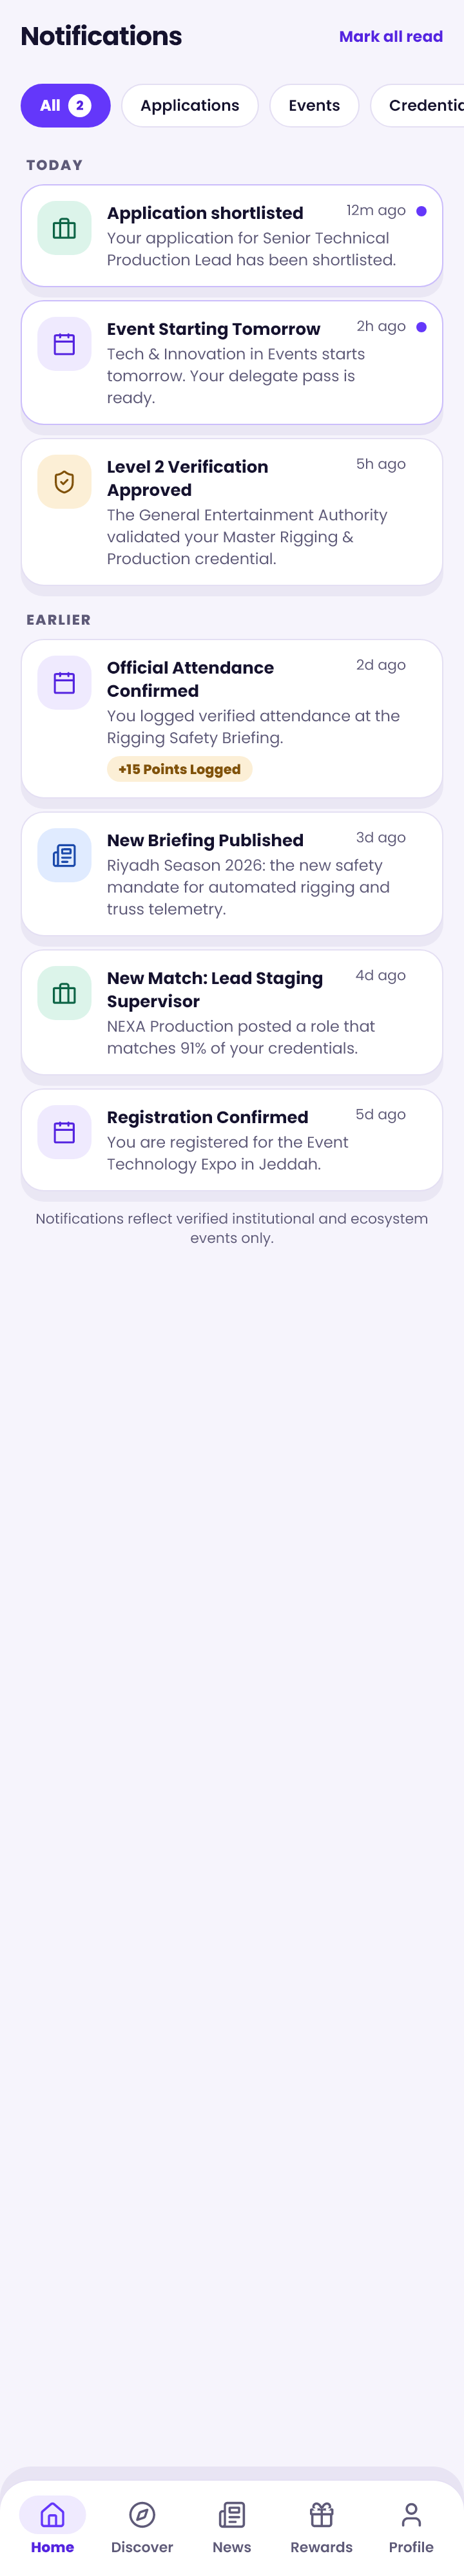 Notifications
Mark all read
All 2
Applications
Events
TODAY
Application shortlisted
12m ago
Your application for Senior Technical
Production Lead has been shortlisted.
Event Starting Tomorrow
2h ago
Tech & Innovation in Events starts
tomorrow. Your delegate pass is
ready.
Level 2 Verification
Approved
5h ago
The General Entertainment Authority
validated your Master Rigging &
Production credential.
EARLIER
Official Attendance
Confirmed
2d ago
You logged verified attendance at the
Rigging Safety Briefing.
+15 Points Logged
New Briefing Published
3d ago
Riyadh Season 2026: the new safety
mandate for automated rigging and
truss telemetry.
New Match: Lead Staging
Supervisor
4d ago
NEXA Production posted a role that
matches 91% of your credentials.
Registration Confirmed
5d ago
You are registered for the Event
Technology Expo in Jeddah.
Notifications reflect verified institutional and ecosystem
events only.
Home
Discover
News
Rewards
Profile